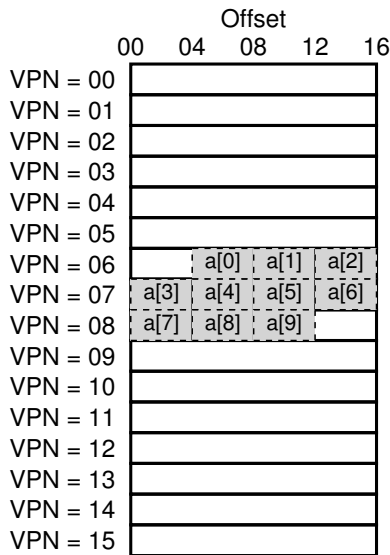 Offset
00 04 08 12 16
VPN = 00
VPN = 01
VPN = 02
VPN = 03
VPN = 04
VPN = 05
VPN = 06 a[0] a[1] a[2]
VPN = 07 a[3] a[4] a[5] a[6]
VPN = 08 a[7] a[8] a[9]
VPN = 09
VPN = 10
VPN = 11
VPN = 12
VPN = 13
VPN = 14
VPN = 15